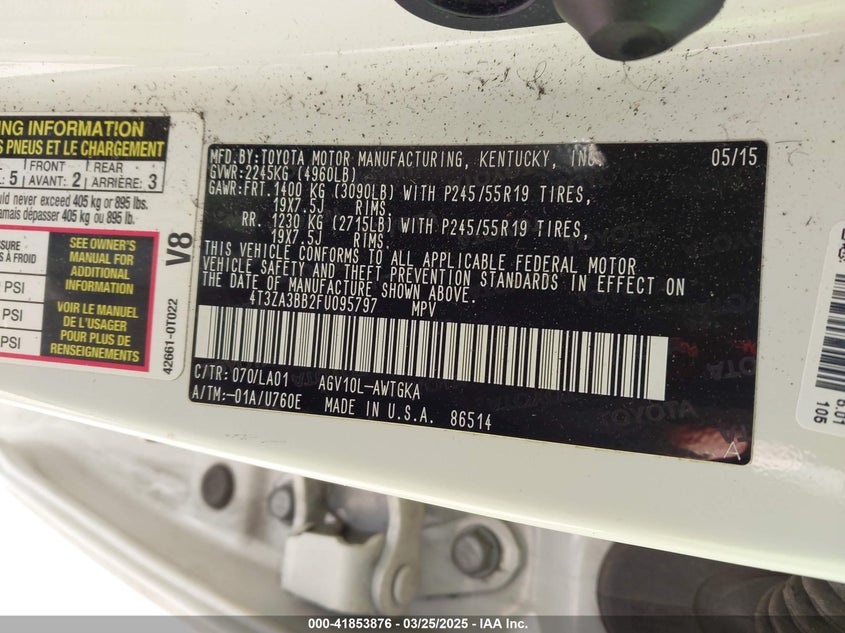 NG INFORMATION
S PNEUS ET LE CHARGEMENT
5 FRONT AVANT: 2 REAR ARRIÈRE: 3
uld never exceed 405 kg or 895 lbs.
jamais dépasser 405 kg ou 895 lb.
SSURE
S À FROID
PSI
PSI
PSI
SEE OWNER'S
MANUAL FOR
ADDITIONAL
INFORMATION
VOIR LE MANUEL
DE L'USAGER
POUR PLUS DE
RENSEIGNEMENTS
V8
42661-0T022
MFD.BY:TOYOTA MOTOR MANUFACTURING, KENTUCKY, INC. 05/15
GVWR:2245KG (4960LB)
GAWR:FRT.1400 KG (3090LB) WITH P245/55R19 TIRES,
19X7.5J RIMS.
RR. 1230 KG (2715LB) WITH P245/55R19 TIRES,
19X7.5J RIMS.
THIS VEHICLE CONFORMS TO ALL APPLICABLE FEDERAL MOTOR
VEHICLE SAFETY AND THEFT PREVENTION STANDARDS IN EFFECT ON
THE DATE OF MANUFACTURE SHOWN ABOVE.
4T3ZA3BB2FU095797 MPV
C/TR:070/LA01 AGV10L-AWTGKA
A/TM:-01A/U760E MADE IN U.S.A. 86514
A
TOYOTA
000-41853876 - 03/25/2025 - IAA Inc.